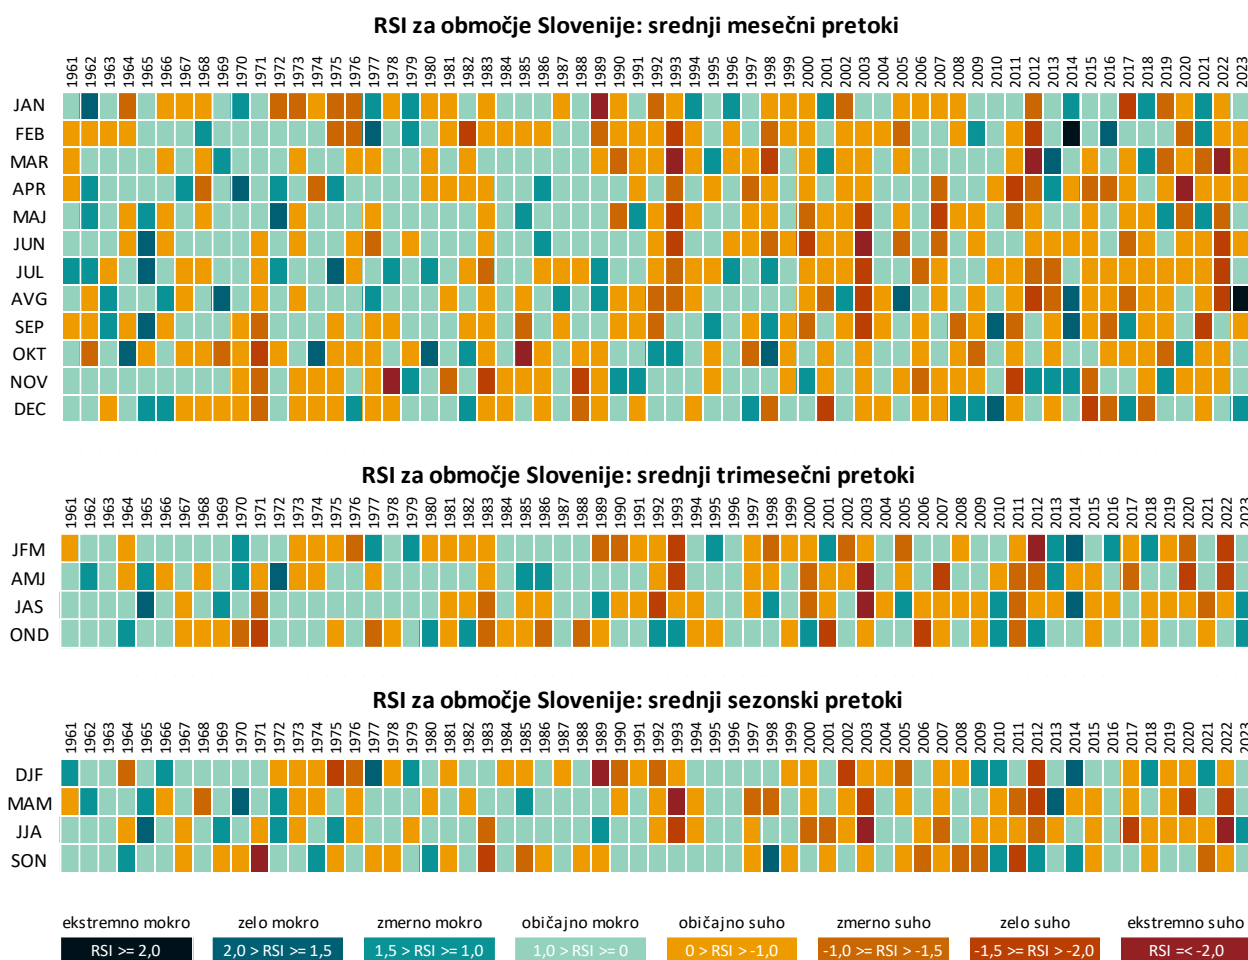 RSI za območje Slovenije: srednji mesečni pretoki
1961 1962 1963 1964 1965 1966 1967 1968 1969 1970 1971 1972 1973 1974 1975 1976 1977 1978 1979 1980 1981 1982 1983 1984 1985 1986 1987 1988 1989 1990 1991 1992 1993 1994 1995 1996 1997 1998 1999 2000 2001 2002 2003 2004 2005 2006 2007 2008 2009 2010 2011 2012 2013 2014 2015 2016 2017 2018 2019 2020 2021 2022 2023
JAN
FEB
MAR
APR
MAJ
JUN
JUL
AVG
SEP
OKT
NOV
DEC
RSI za območje Slovenije: srednji trimesečni pretoki
1961 1962 1963 1964 1965 1966 1967 1968 1969 1970 1971 1972 1973 1974 1975 1976 1977 1978 1979 1980 1981 1982 1983 1984 1985 1986 1987 1988 1989 1990 1991 1992 1993 1994 1995 1996 1997 1998 1999 2000 2001 2002 2003 2004 2005 2006 2007 2008 2009 2010 2011 2012 2013 2014 2015 2016 2017 2018 2019 2020 2021 2022 2023
JFM
AMJ
JAS
OND
RSI za območje Slovenije: srednji sezonski pretoki
1961 1962 1963 1964 1965 1966 1967 1968 1969 1970 1971 1972 1973 1974 1975 1976 1977 1978 1979 1980 1981 1982 1983 1984 1985 1986 1987 1988 1989 1990 1991 1992 1993 1994 1995 1996 1997 1998 1999 2000 2001 2002 2003 2004 2005 2006 2007 2008 2009 2010 2011 2012 2013 2014 2015 2016 2017 2018 2019 2020 2021 2022 2023
DJF
MAM
JJA
SON
ekstremno mokro zelo mokro zmerno mokro običajno mokro običajno suho zmerno suho zelo suho ekstremno suho
RSI >= 2,0 2,0 > RSI >= 1,5 1,5 > RSI >= 1,0 1,0 > RSI >= 0 0 > RSI > -1,0 -1,0 >= RSI > -1,5 -1,5 >= RSI > -2,0 RSI =< -2,0